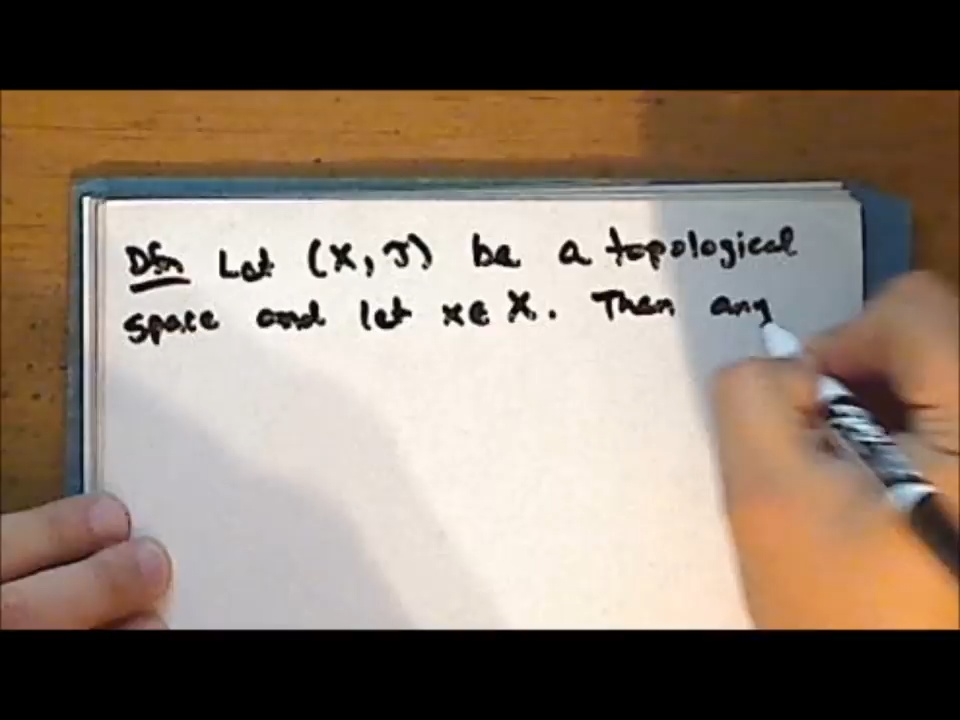 Dfn Let (X, T) be a topological
space and let x ∈ X. Then any